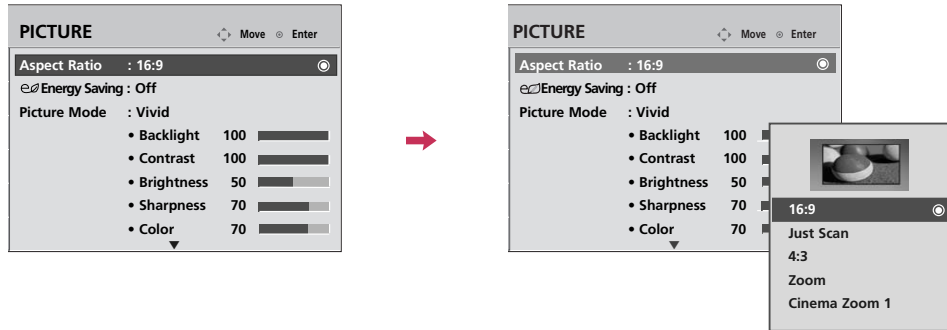 PICTURE
Move Enter
Aspect Ratio : 16:9
Energy Saving : Off
Picture Mode : Vivid
• Backlight 100
• Contrast 100
• Brightness 50
• Sharpness 70
• Color 70
PICTURE
Move Enter
Aspect Ratio : 16:9
Energy Saving : Off
Picture Mode : Vivid
• Backlight 100
• Contrast 100
• Brightness 50
• Sharpness 70
• Color 70
16:9
Just Scan
4:3
Zoom
Cinema Zoom 1